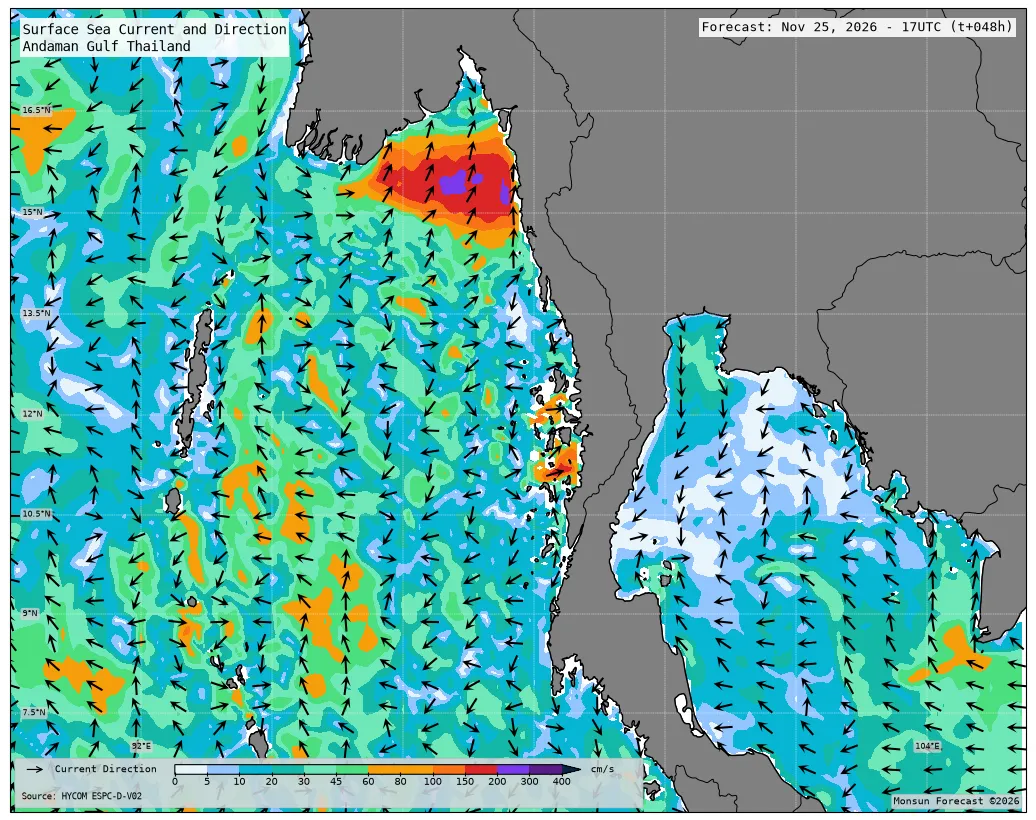 Surface Sea Current and Direction
Andaman Gulf Thailand
Forecast: Nov 25, 2026 - 17UTC (t+048h)
16.5°N
15°N
13.5°N
12°N
10.5°N
9°N
7.5°N
92°E
104°E
Current Direction
0 5 10 20 30 45 60 80 100 150 200 300 400 cm/s
Source: HYCOM ESPC-D-V02
Monsun Forecast ©2026